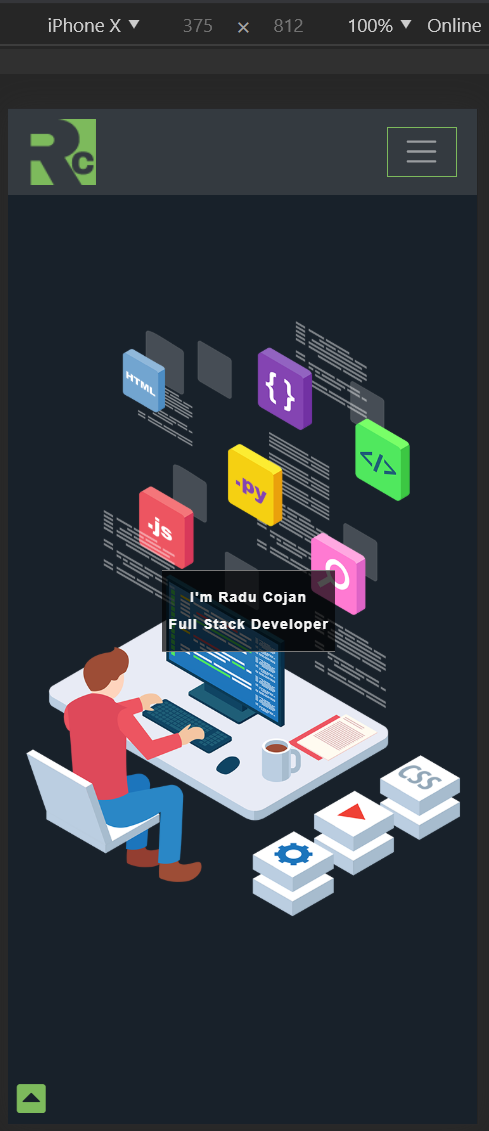 iPhone X 375 × 812 100% Online
Rc
HTML
{}
</>
.py
.js
I'm Radu Cojan
Full Stack Developer
CSS